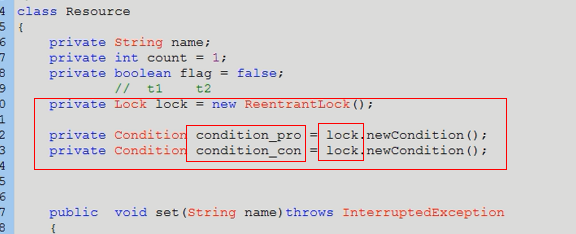 4 class Resource
5 {
6 private String name;
7 private int count = 1;
8 private boolean flag = false;
9 // t1 t2
0 private Lock lock = new ReentrantLock();
1
2 private Condition condition_pro = lock.newCondition();
3 private Condition condition_con = lock.newCondition();
4
5
6
7 public void set(String name)throws InterruptedException
8 {